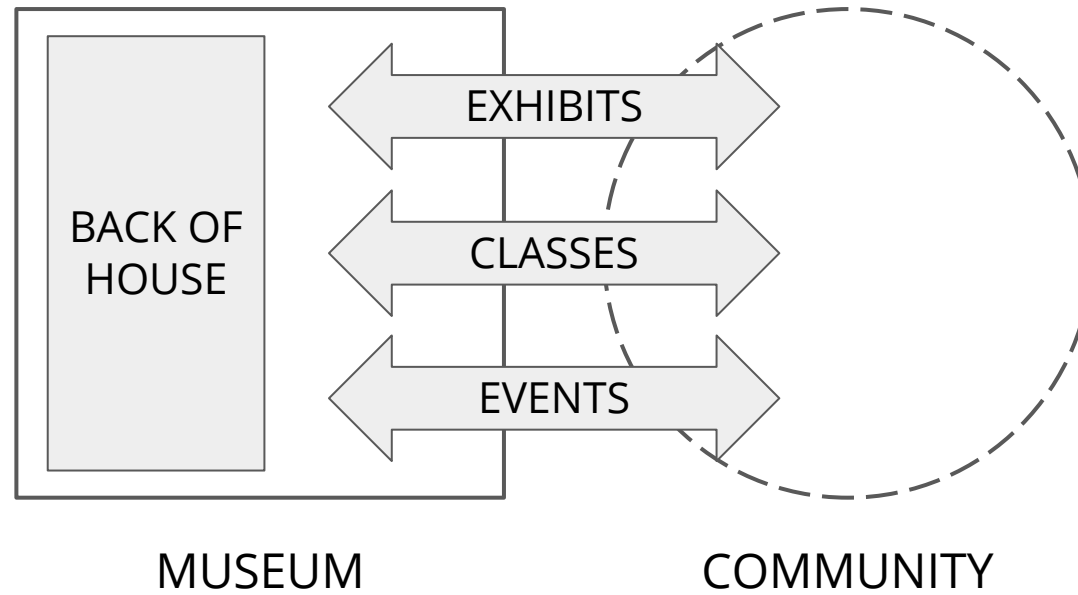 EXHIBITS
BACK OF
HOUSE
CLASSES
EVENTS
MUSEUM
COMMUNITY